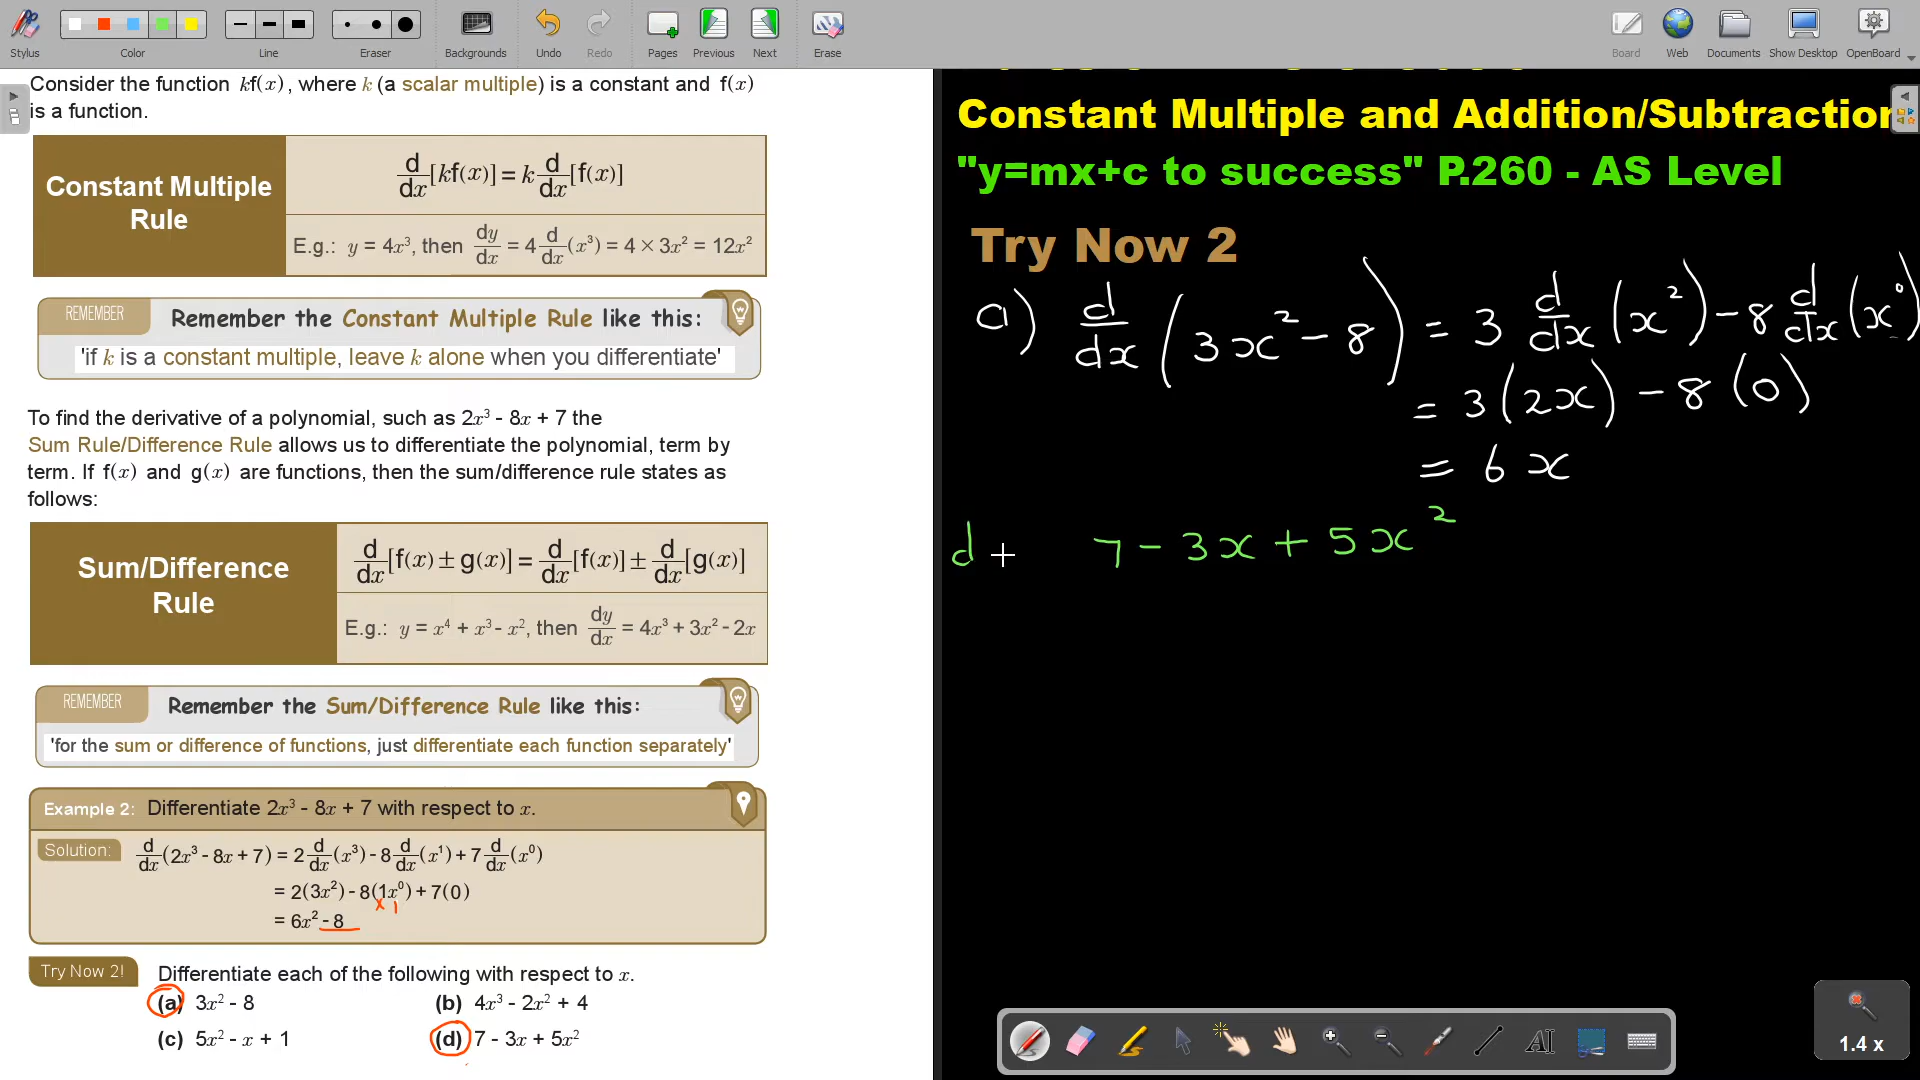 Stylus Color Line Eraser Backgrounds Undo Redo Pages Previous Next Erase Board Web Documents Show Desktop OpenBoard
Consider the function kf(x), where k (a scalar multiple) is a constant and f(x)
is a function.
Constant Multiple
Rule
d/dx[kf(x)] = k d/dx[f(x)]
E.g.: y = 4x³, then dy/dx = 4 d/dx(x³) = 4 × 3x² = 12x²
REMEMBER
Remember the Constant Multiple Rule like this:
'if k is a constant multiple, leave k alone when you differentiate'
To find the derivative of a polynomial, such as 2x³ - 8x + 7 the
Sum Rule/Difference Rule allows us to differentiate the polynomial, term by
term. If f(x) and g(x) are functions, then the sum/difference rule states as
follows:
Sum/Difference
Rule
d/dx[f(x) ± g(x)] = d/dx[f(x)] ± d/dx[g(x)]
E.g.: y = x⁴ + x³ - x², then dy/dx = 4x³ + 3x² - 2x
REMEMBER
Remember the Sum/Difference Rule like this:
'for the sum or difference of functions, just differentiate each function separately'
Example 2: Differentiate 2x³ - 8x + 7 with respect to x.
Solution: d/dx(2x³ - 8x + 7) = 2 d/dx(x³) - 8 d/dx(x¹) + 7 d/dx(x⁰)
= 2(3x²) - 8(1x⁰) + 7(0)
x 1
= 6x² - 8
Try Now 2! Differentiate each of the following with respect to x.
(a) 3x² - 8 (b) 4x³ - 2x² + 4
(c) 5x² - x + 1 (d) 7 - 3x + 5x²
Constant Multiple and Addition/Subtraction
"y=mx+c to success" P.260 - AS Level
Try Now 2
a) d/dx (3x² - 8) = 3 d/dx (x²) - 8 d/dx (x⁰)
= 3(2x) - 8(0)
= 6x
d 7 - 3x + 5x²
1.4 x